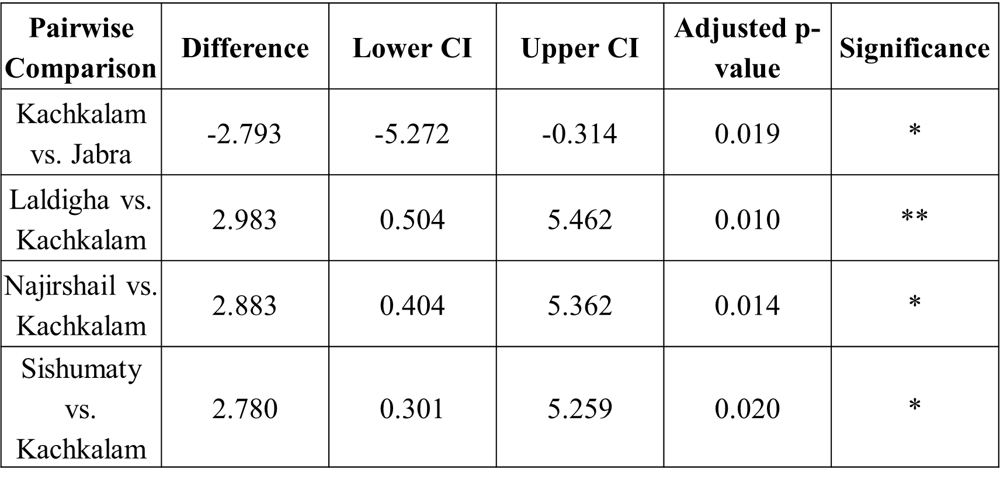 Pairwise Comparison | Difference | Lower CI | Upper CI | Adjusted p-value | Significance
Kachkalam vs. Jabra | -2.793 | -5.272 | -0.314 | 0.019 | *
Laldigha vs. Kachkalam | 2.983 | 0.504 | 5.462 | 0.010 | **
Najirshail vs. Kachkalam | 2.883 | 0.404 | 5.362 | 0.014 | *
Sishumaty vs. Kachkalam | 2.780 | 0.301 | 5.259 | 0.020 | *